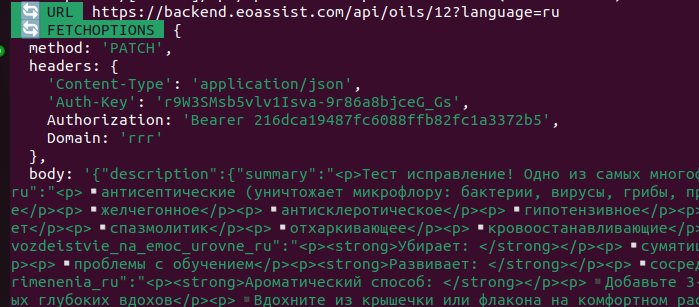 URL https://backend.eoassist.com/api/oils/12?language=ru
FETCHOPTIONS {
method: 'PATCH',
headers: {
'Content-Type': 'application/json',
'Auth-Key': 'r9W3SMsb5vlv1Isva-9r86a8bjceG_Gs',
Authorization: 'Bearer 216dca19487fc6088ffb82fc1a3372b5',
Domain: 'rrr'
},
body: '{"description":{"summary":"<p>Тест исправление! Одно из самых многос
ru":"<p>▪️антисептические (уничтожает микрофлору: бактерии, вирусы, грибы, пр
е</p><p>▪️желчегонное</p><p>▪️антисклеротическое</p><p>▪️гипотензивное</p><p
ет</p><p>▪️спазмолитик</p><p>▪️отхаркивающее</p><p>▪️кровоостанавливающие</p
vozdeistvie_na_emoc_urovne_ru":"<p><strong>Убирает: </strong></p><p>▪️сумятиц
p><p>▪️проблемы с обучением</p><p><strong>Развивает: </strong></p><p>▪️сосред
rimenenia_ru":"<p><strong>Ароматический способ: </strong></p><p>▪️Добавьте 3-
ых глубоких вдохов</p><p>▪️Вдохните из крышечки или флакона на комфортном р